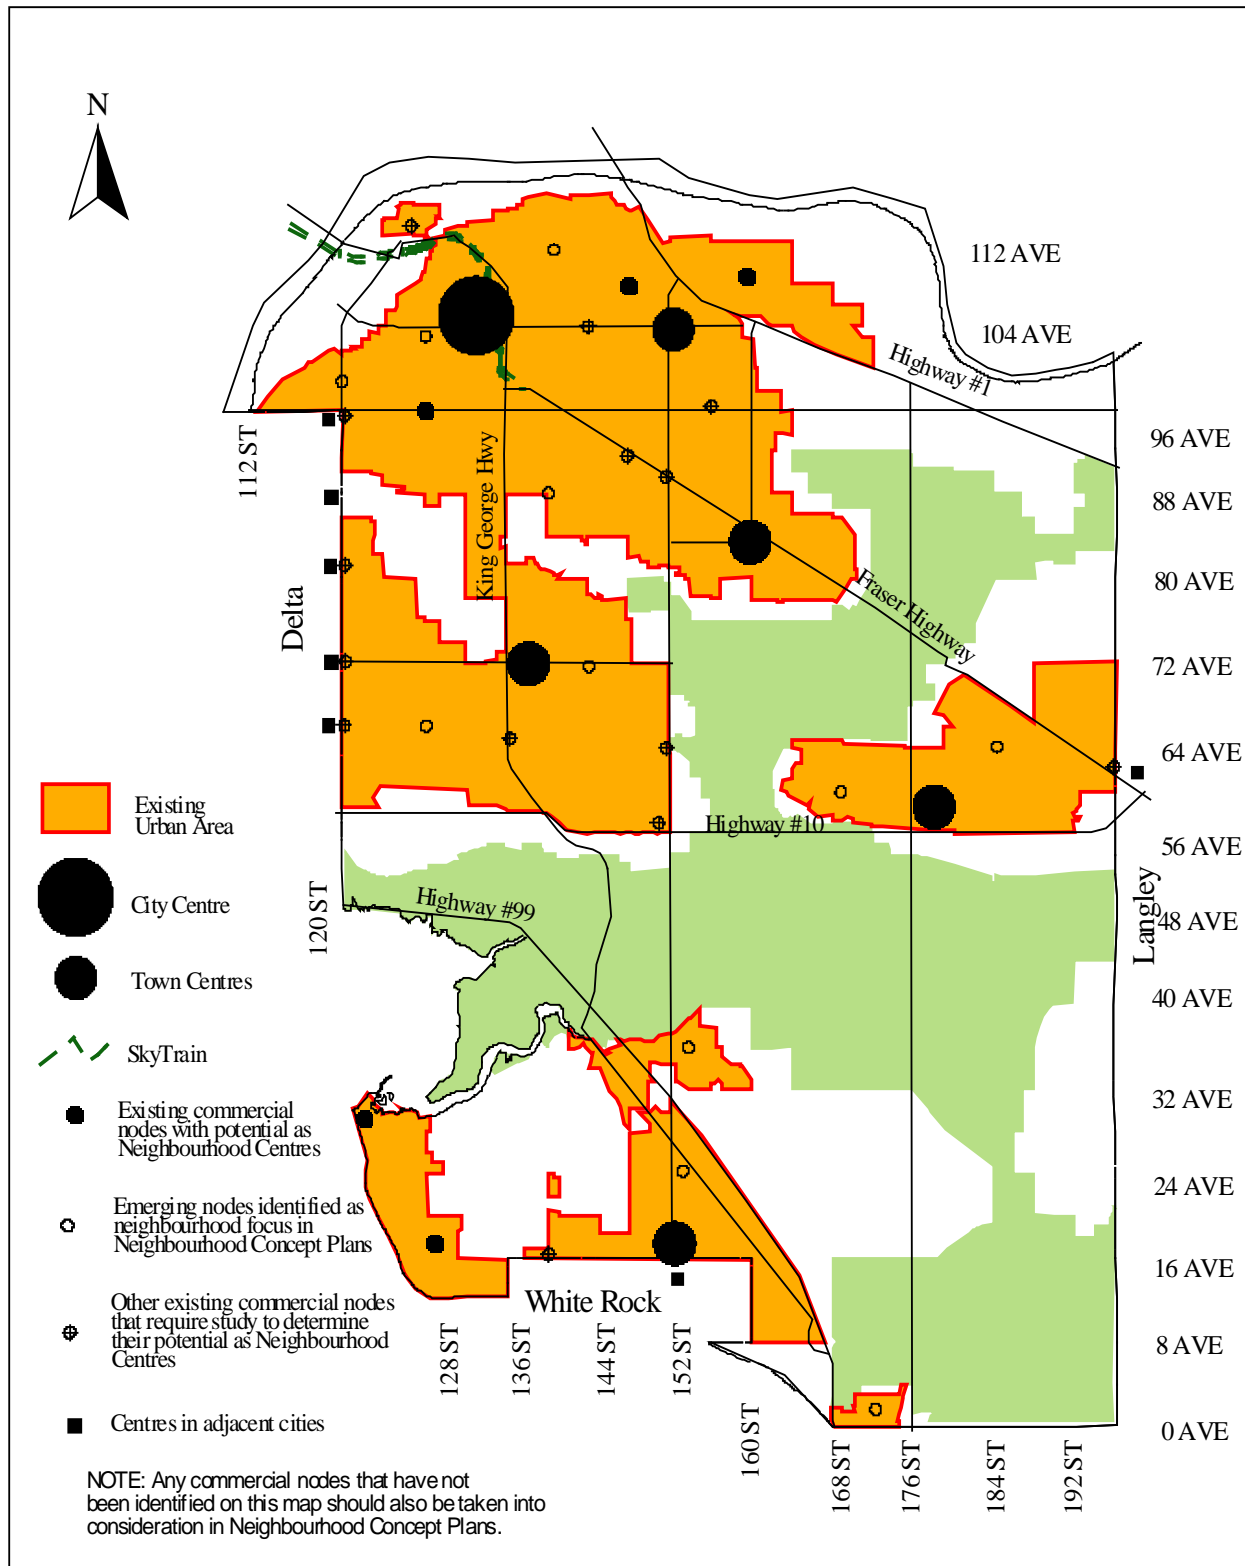 N
112 AVE
104 AVE
Highway #1
96 AVE
112 ST
King George Hwy
88 AVE
80 AVE
Fraser Highway
Delta
72 AVE
64 AVE
Existing
Urban Area
Highway #10
56 AVE
City Centre
120 ST
Highway #99
Langley
48 AVE
Town Centres
40 AVE
SkyTrain
Existing commercial
nodes with potential as
Neighbourhood Centres
32 AVE
24 AVE
Emerging nodes identified as
neighbourhood focus in
Neighbourhood Concept Plans
16 AVE
White Rock
Other existing commercial nodes
that require study to determine
their potential as Neighbourhood
Centres
8 AVE
128 ST
136 ST
144 ST
152 ST
160 ST
Centres in adjacent cities
0 AVE
168 ST
176 ST
184 ST
192 ST
NOTE: Any commercial nodes that have not
been identified on this map should also be taken into
consideration in Neighbourhood Concept Plans.